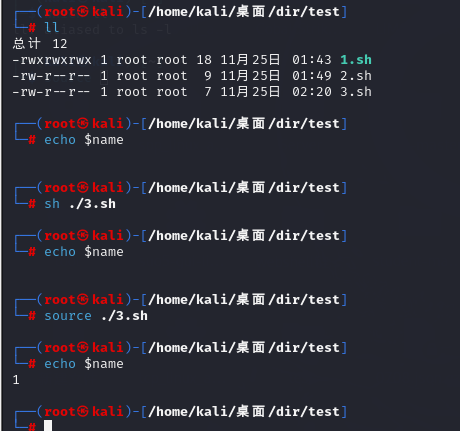 ┌──(root㉿kali)-[/home/kali/桌面/dir/test]
└─# ll
总计 12
-rwxrwxrwx 1 root root 18 11月25日 01:43 1.sh
-rw-r--r-- 1 root root  9 11月25日 01:49 2.sh
-rw-r--r-- 1 root root  7 11月25日 02:20 3.sh
┌──(root㉿kali)-[/home/kali/桌面/dir/test]
└─# echo $name
┌──(root㉿kali)-[/home/kali/桌面/dir/test]
└─# sh ./3.sh
┌──(root㉿kali)-[/home/kali/桌面/dir/test]
└─# echo $name
┌──(root㉿kali)-[/home/kali/桌面/dir/test]
└─# source ./3.sh
┌──(root㉿kali)-[/home/kali/桌面/dir/test]
└─# echo $name
1
┌──(root㉿kali)-[/home/kali/桌面/dir/test]
└─#